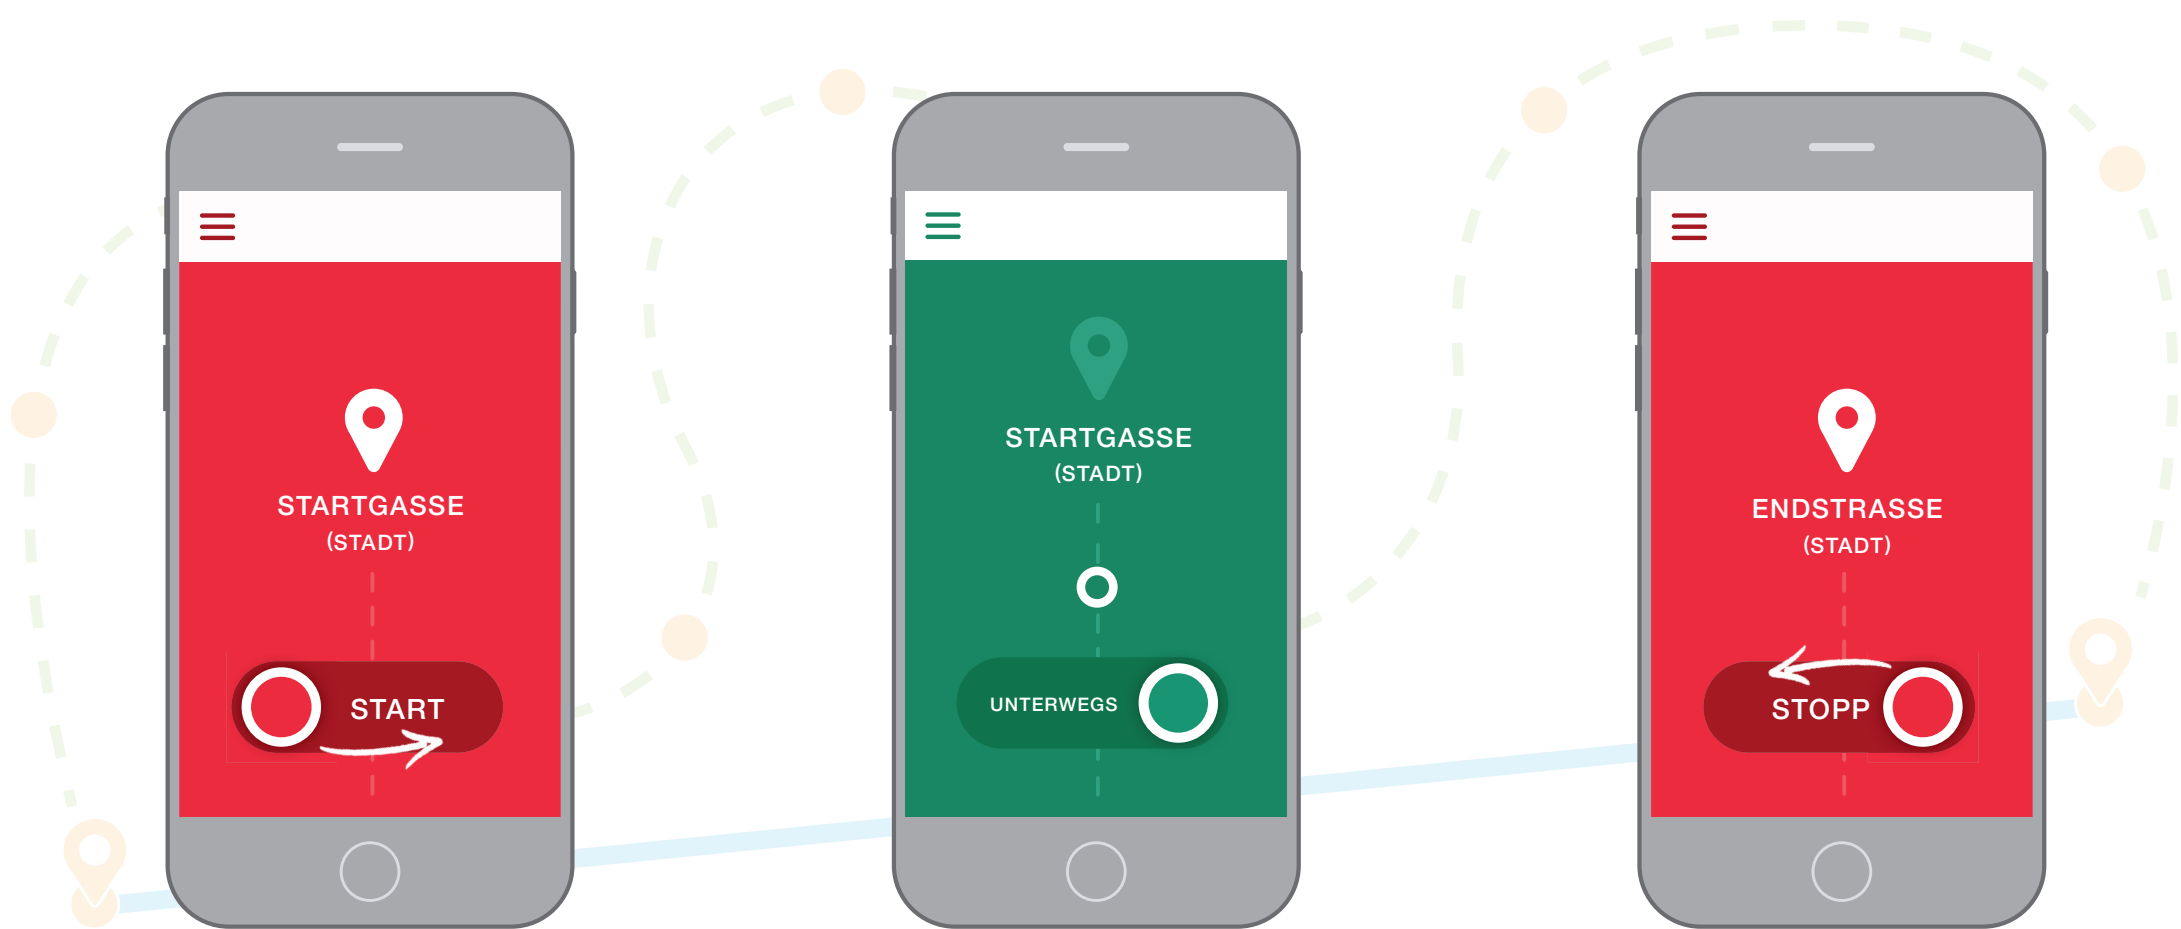 STARTGASSE
(STADT)
START
STARTGASSE
(STADT)
UNTERWEGS
ENDSTRASSE
(STADT)
STOPP